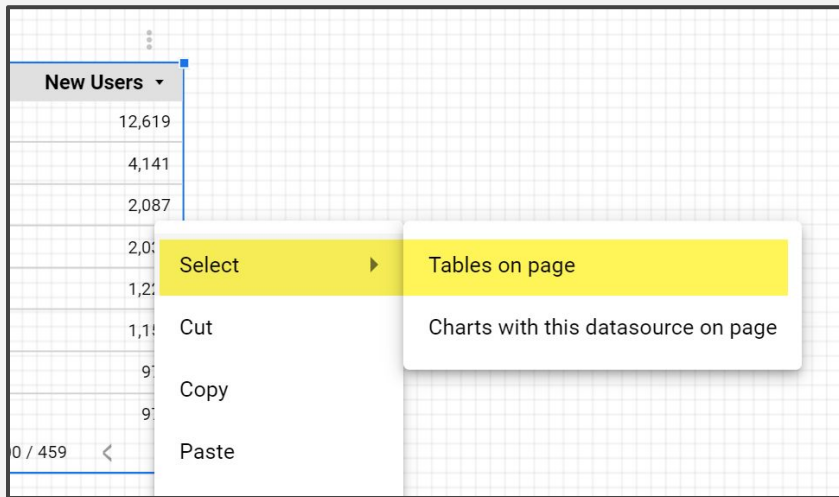 New Users
12,619
4,141
2,087
Select
Tables on page
Cut
Charts with this datasource on page
Copy
/ 459
Paste